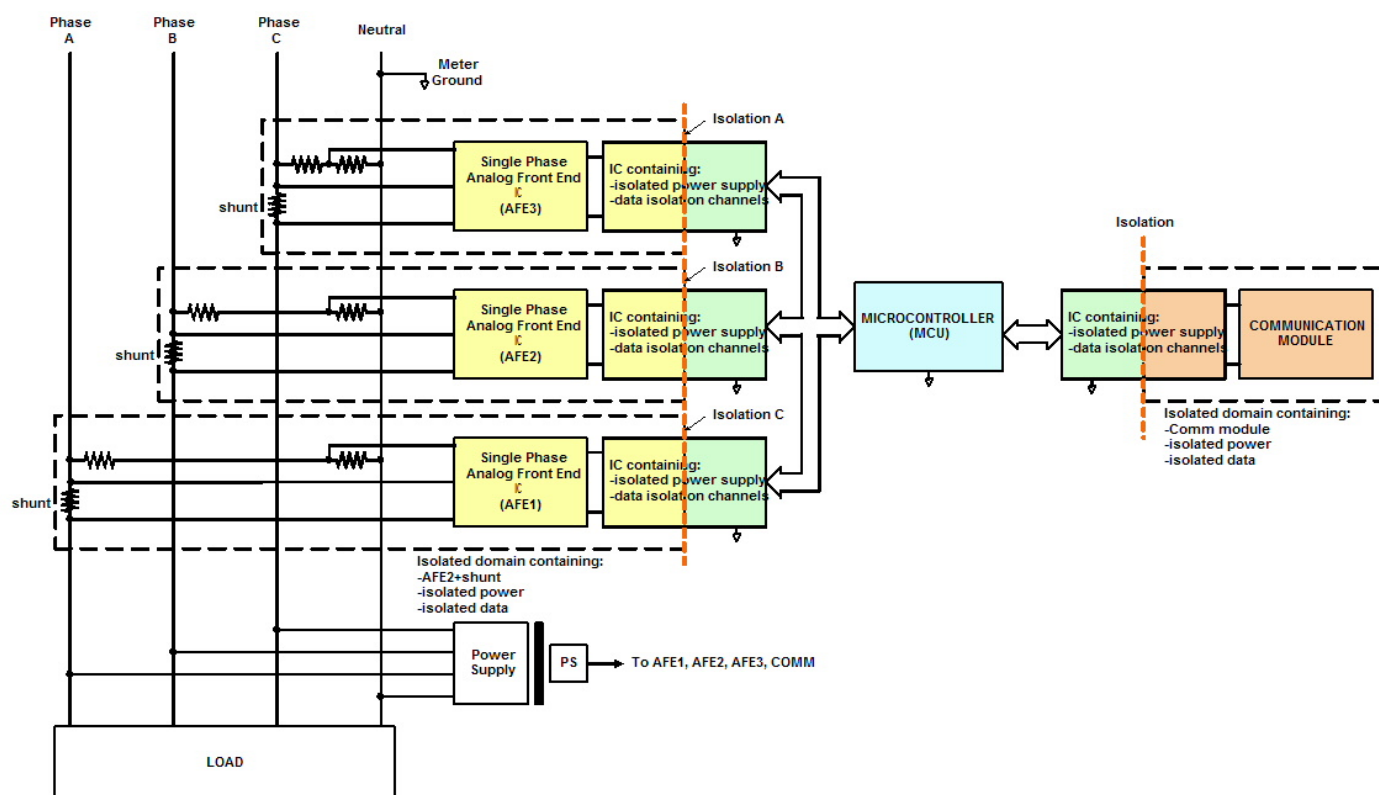 Phase
A
Phase
B
Phase
C
Neutral
Meter
Ground
Isolation A
Single Phase
Analog Front End
IC
(AFE3)
IC containing:
-isolated power supply
-data isolation channels
shunt
Isolation
Isolation B
Single Phase
Analog Front End
IC
(AFE2)
IC containing:
-isolated power supply
-data isolation channels
shunt
MICROCONTROLLER
(MCU)
IC containing:
-isolated power supply
-data isolation channels
COMMUNICATION
MODULE
Isolation C
Isolated domain containing:
-Comm module
-isolated power
-isolated data
Single Phase
Analog Front End
IC
(AFE1)
IC containing:
-isolated power supply
-data isolation channels
shunt
Isolated domain containing:
-AFE2+shunt
-isolated power
-isolated data
Power
Supply
PS
To AFE1, AFE2, AFE3, COMM
LOAD